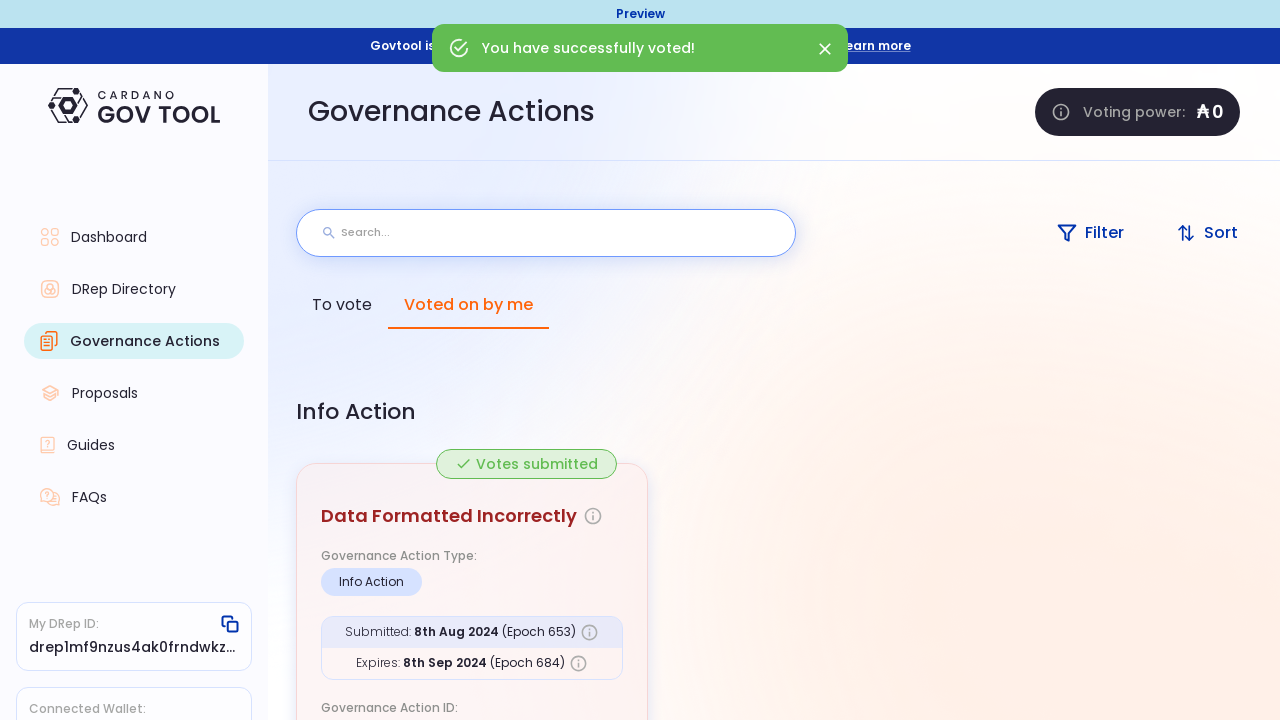 Preview
Govtool is
You have successfully voted!
earn more
CARDANO
GOV TOOL
Governance Actions
Voting power: ₳ 0
Dashboard
DRep Directory
Governance Actions
Proposals
Guides
FAQs
My DRep ID:
drep1mf9nzus4ak0frndwkz...
Connected Wallet:
Search...
Filter
Sort
To vote
Voted on by me
Info Action
Votes submitted
Data Formatted Incorrectly
Governance Action Type:
Info Action
Submitted: 8th Aug 2024 (Epoch 653)
Expires: 8th Sep 2024 (Epoch 684)
Governance Action ID: